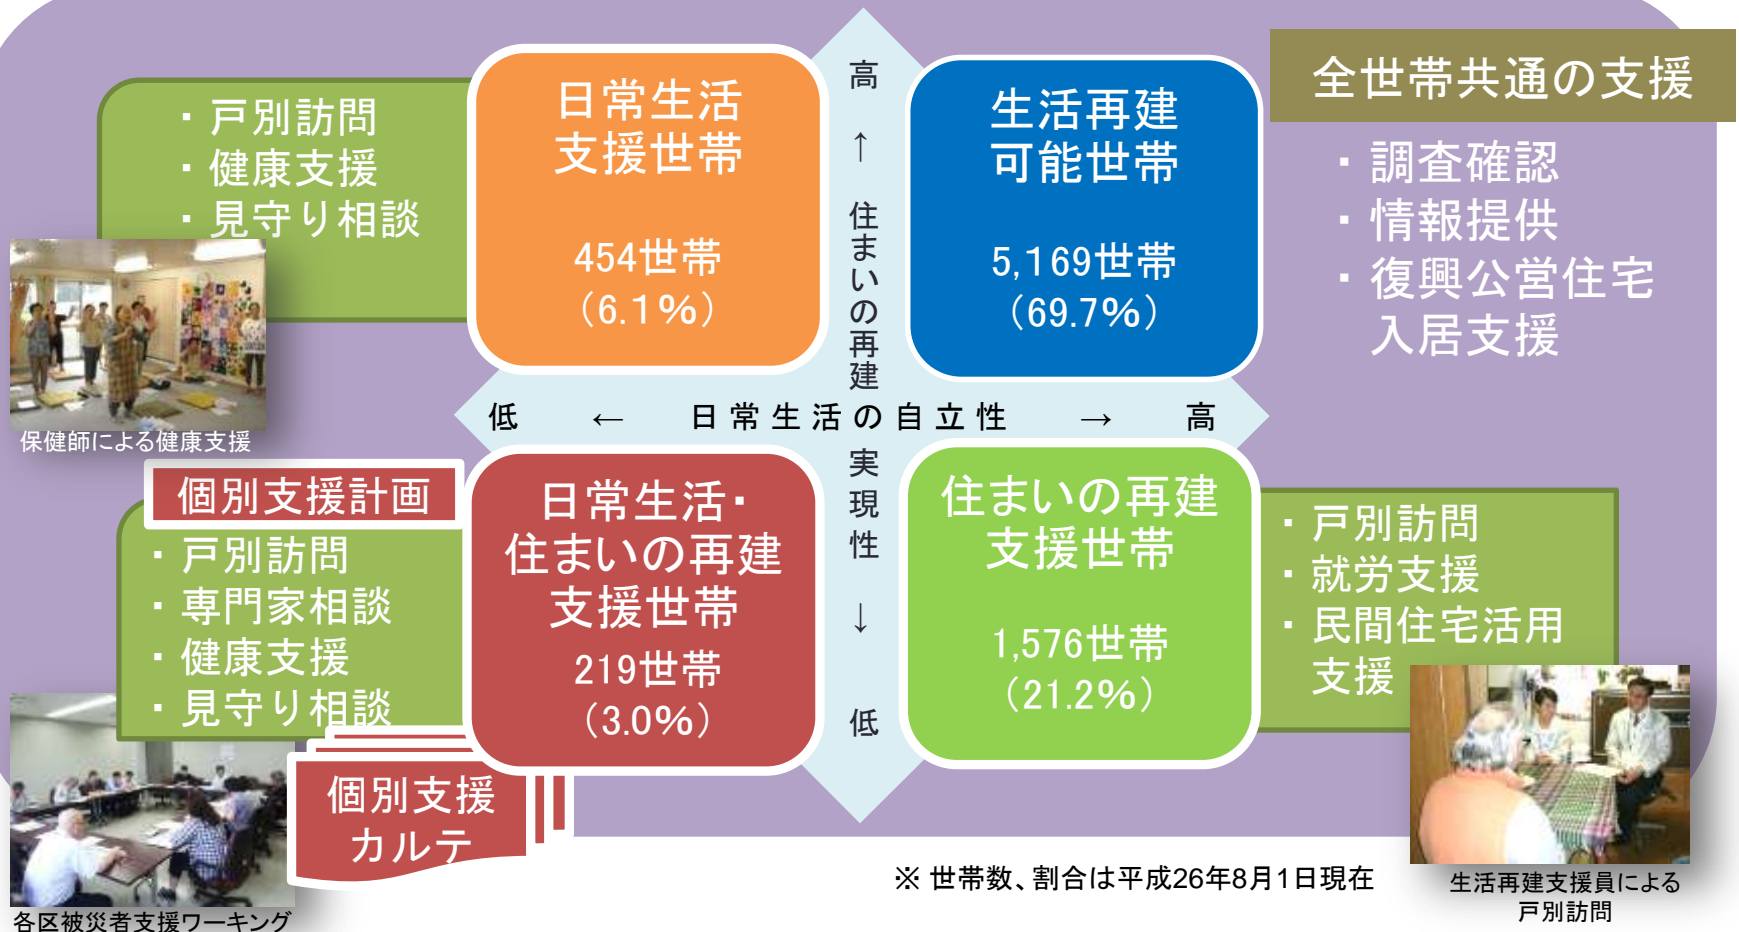 ・戸別訪問
・健康支援
・見守り相談
保健師による健康支援
日常生活
支援世帯
454世帯
（6.1％）
生活再建
可能世帯
5,169世帯
（69.7％）
全世帯共通の支援
・調査確認
・情報提供
・復興公営住宅
入居支援
高 ↑ 住まいの再建実現性 ↓ 低
低 ← 日常生活の自立性 → 高
個別支援計画
・戸別訪問
・専門家相談
・健康支援
・見守り相談
個別支援
カルテ
各区被災者支援ワーキング
日常生活・
住まいの再建
支援世帯
219世帯
（3.0％）
住まいの再建
支援世帯
1,576世帯
（21.2％）
・戸別訪問
・就労支援
・民間住宅活用
支援
生活再建支援員による
戸別訪問
※ 世帯数、割合は平成26年8月1日現在